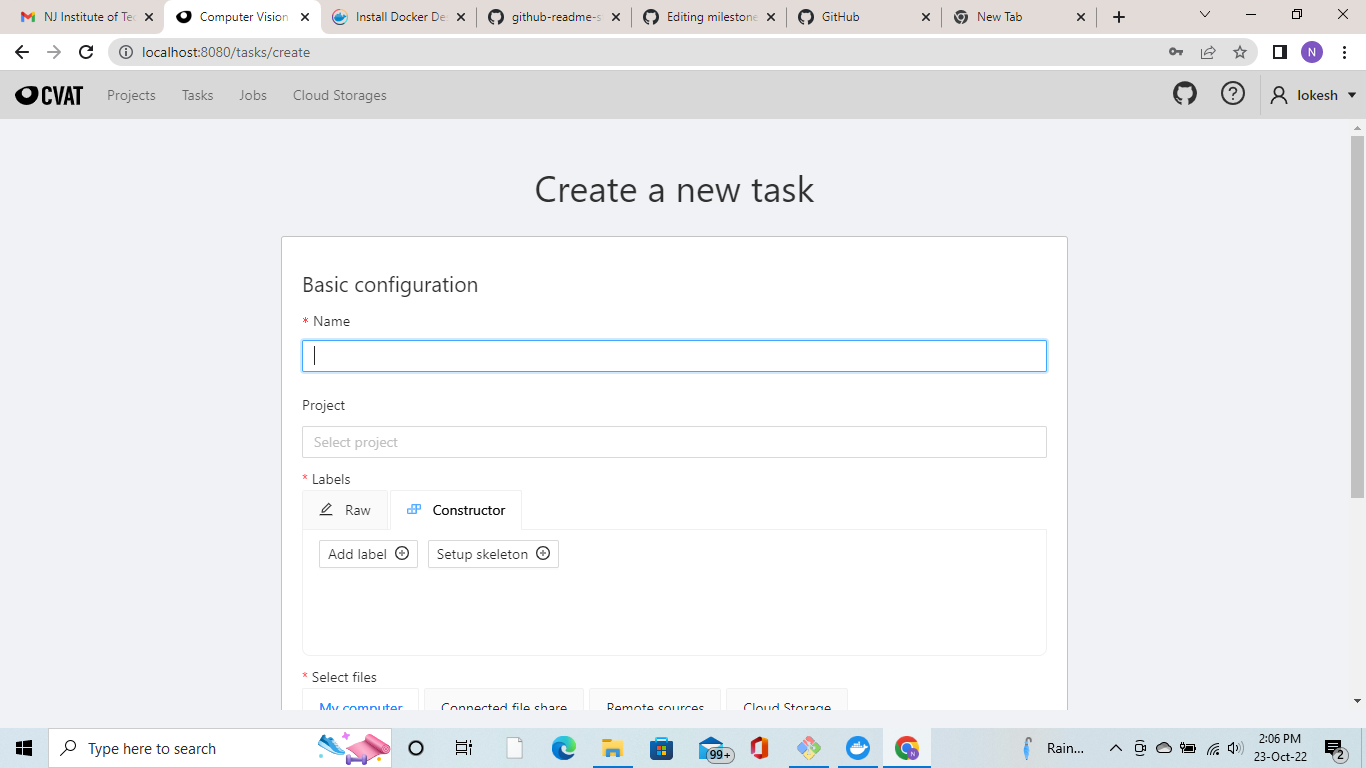 NJ Institute of Te
Computer Vision
Install Docker De
github-readme-s
Editing milestone
GitHub
New Tab
localhost:8080/tasks/create
N
CVAT
Projects
Tasks
Jobs
Cloud Storages
lokesh
Create a new task
Basic configuration
* Name
Project
Select project
* Labels
Raw
Constructor
Add label
Setup skeleton
* Select files
My computer
Connected file share
Remote sources
Cloud Storage
Type here to search
99+
N
Rain...
2:06 PM
23-Oct-22
2